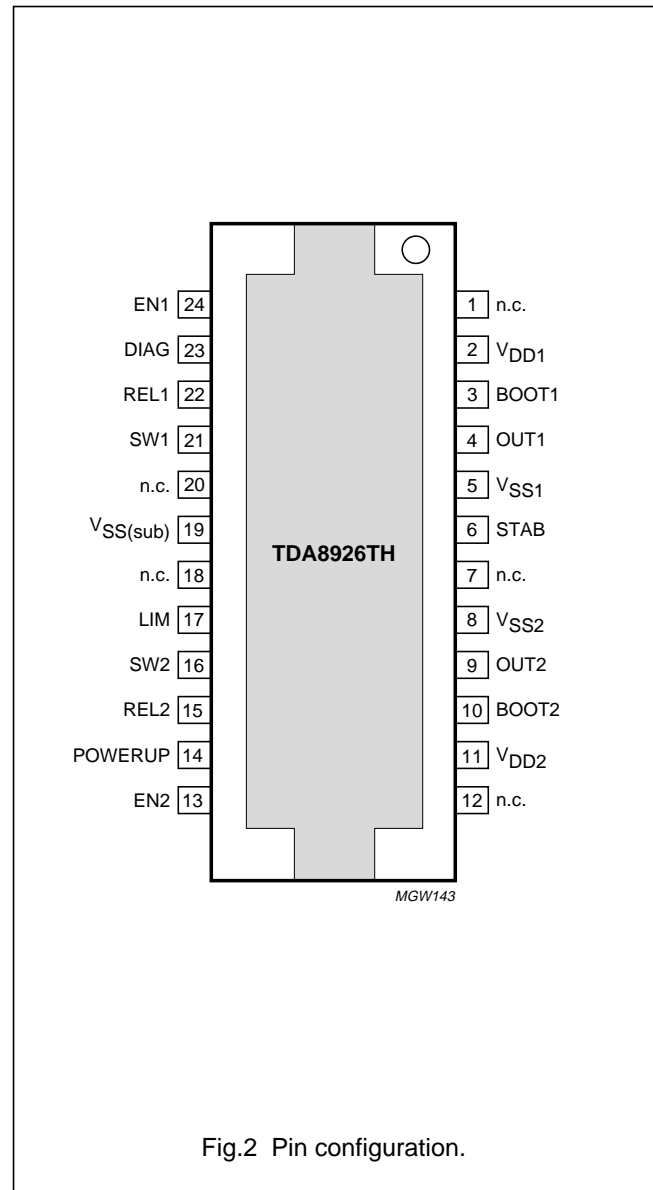 EN1 24 1 n.c.
DIAG 23 2 VDD1
REL1 22 3 BOOT1
SW1 21 4 OUT1
n.c. 20 5 VSS1
VSS(sub) 19 6 STAB
TDA8926TH
n.c. 18 7 n.c.
LIM 17 8 VSS2
SW2 16 9 OUT2
REL2 15 10 BOOT2
POWERUP 14 11 VDD2
EN2 13 12 n.c.
MGW143
Fig.2 Pin configuration.